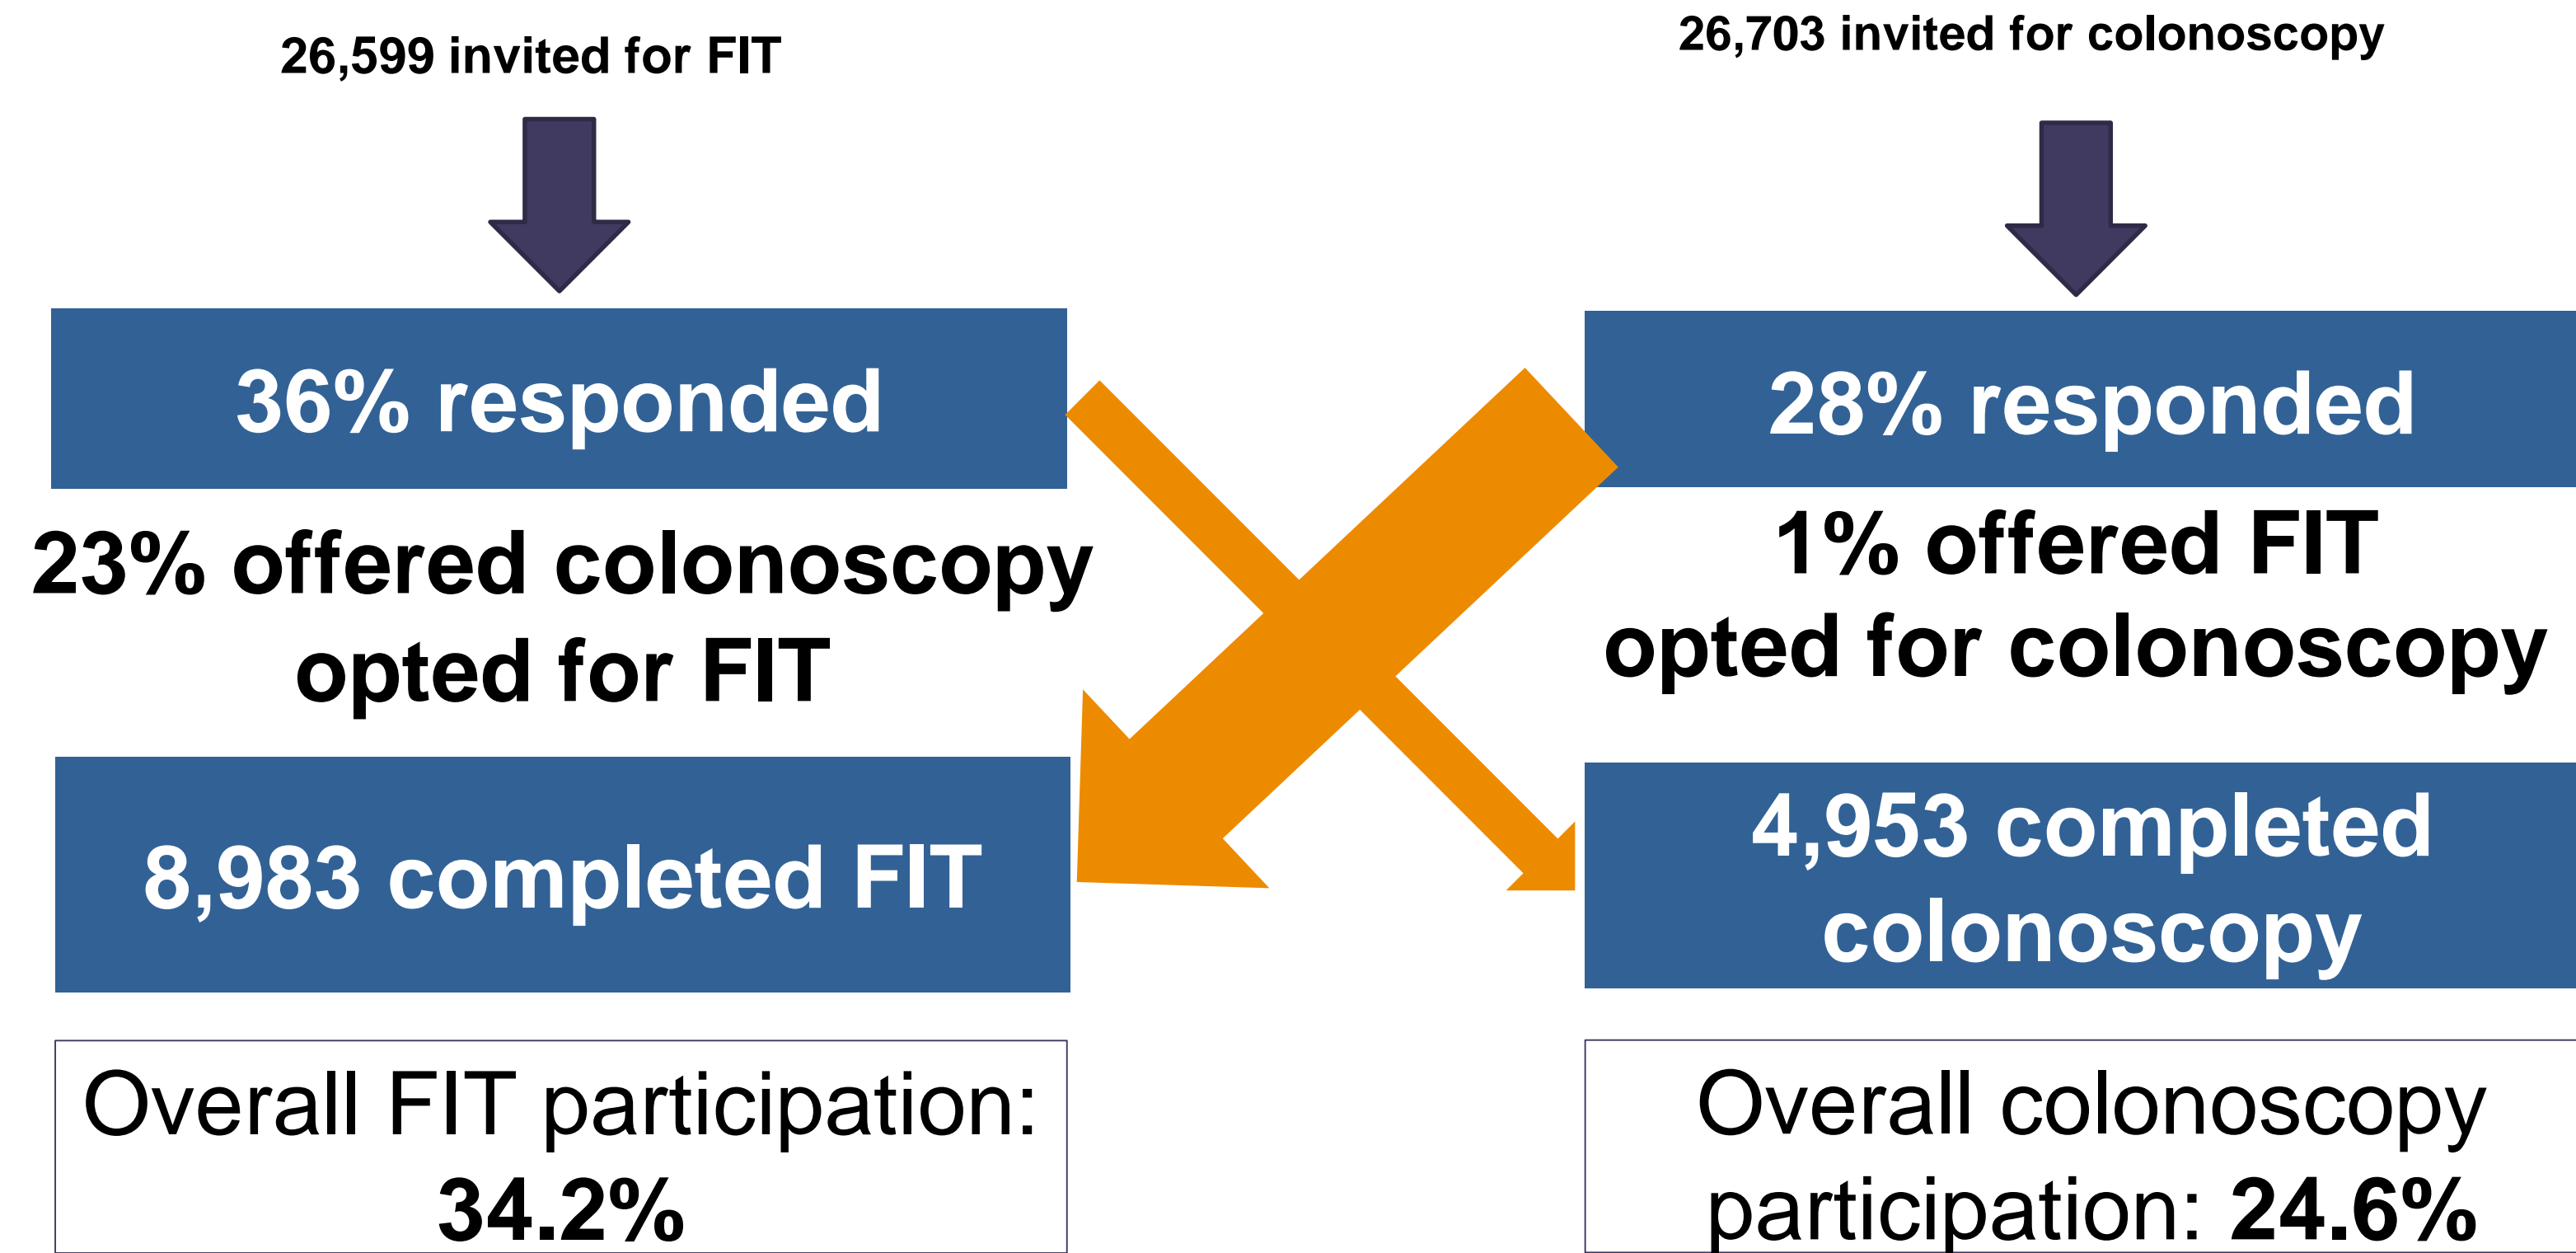 26,599 invited for FIT
26,703 invited for colonoscopy
36% responded
28% responded
23% offered colonoscopy
opted for FIT
1% offered FIT
opted for colonoscopy
8,983 completed FIT
4,953 completed
colonoscopy
Overall FIT participation:
34.2%
Overall colonoscopy
participation: 24.6%